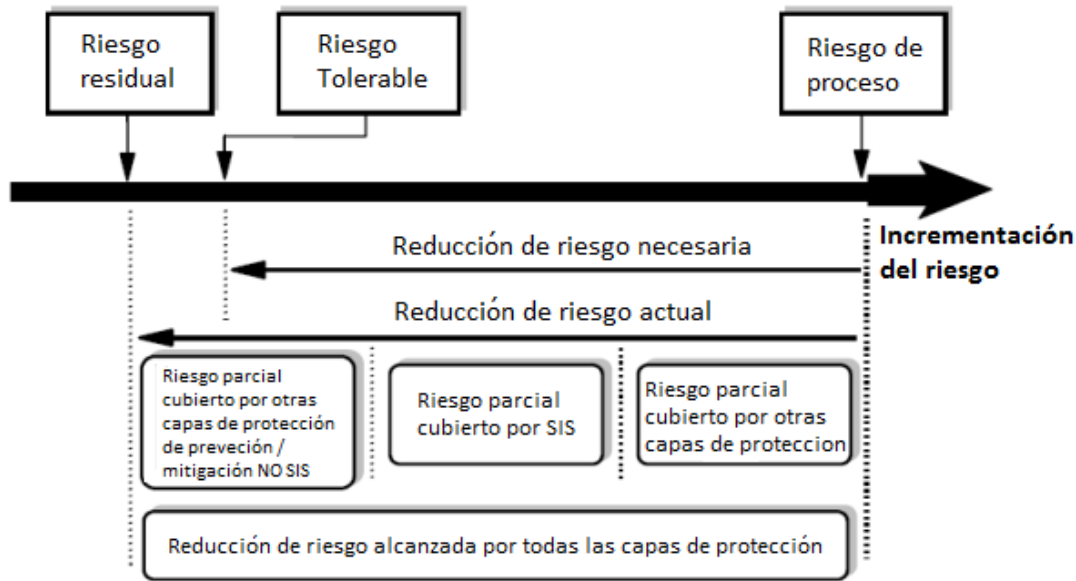 Riesgo
residual
Riesgo
Tolerable
Riesgo de
proceso
Incrementación
del riesgo
Reducción de riesgo necesaria
Reducción de riesgo actual
Riesgo parcial
cubierto por otras
capas de protección
de preveción /
mitigación NO SIS
Riesgo parcial
cubierto por SIS
Riesgo parcial
cubierto por otras
capas de proteccion
Reducción de riesgo alcanzada por todas las capas de protección